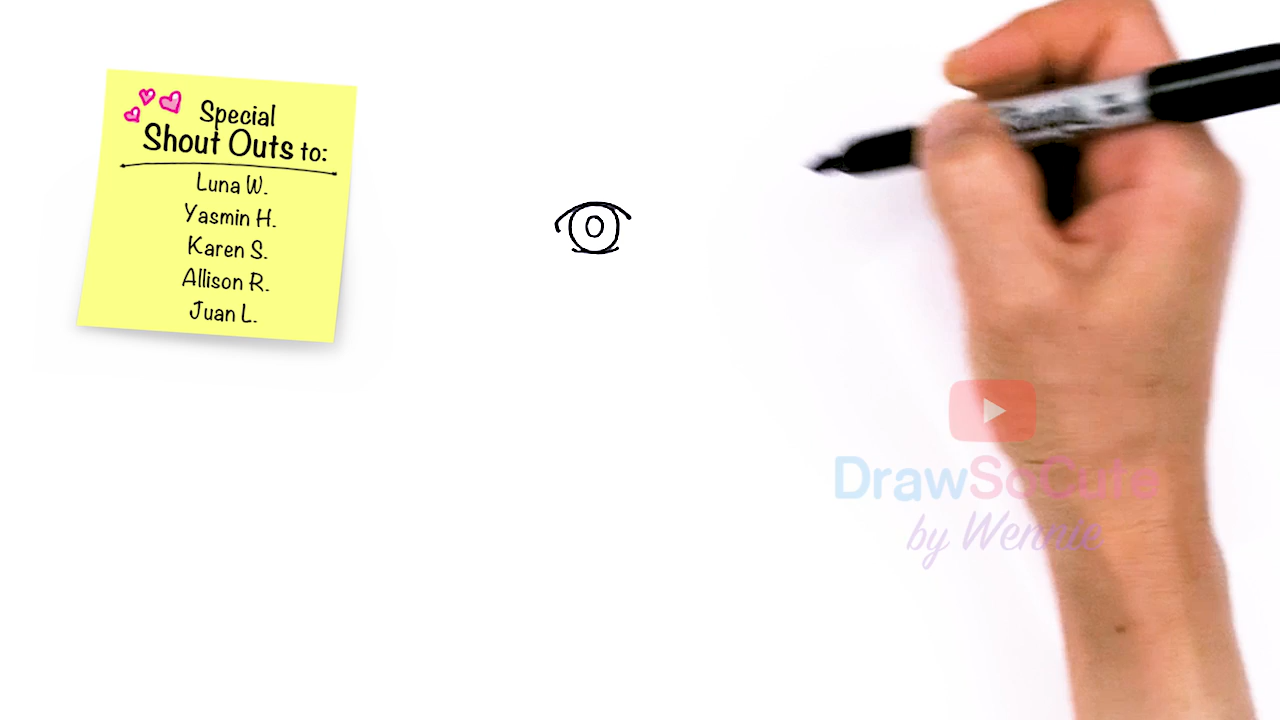 Special
Shout Outs to:
Luna W.
Yasmin H.
Karen S.
Allison R.
Juan L.
DrawSoCute
by Wennie